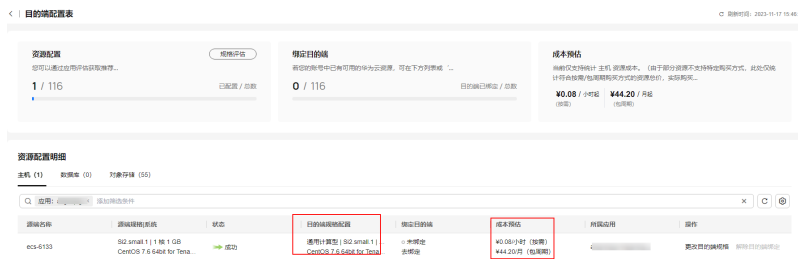 目的端配置表
刷新时间：2023-11-17 15:46:
资源配置
规格评估
您可以通过应用评估获取推荐...
1 / 116
已配置 / 总数
绑定目的端
若您的账号中已有可用的华为云资源，可在下方列表或 '...
0 / 116
目的端已绑定 / 总数
成本预估
当前仅支持统计 主机 资源成本。（由于部分资源不支持特定购买方式，此处仅统
计符合按需/包周期购买方式的资源总价，实际购买...
¥0.08 / 小时起 ¥44.20 / 月起
(按需) (包周期)
资源配置明细
主机（1） 数据库（0） 对象存储（55）
应用: × 添加筛选条件
源端名称 源端规格|系统 状态 目的端规格配置 绑定目的端 成本预估 所属应用 操作
ecs-6133 Si2.small.1 | 1 核 1 GB 成功 通用计算型 | Si2.small.1 | ... 未绑定 ¥0.08/小时（按需） 更改目的端规格 解除目的端绑定
CentOS 7.6 64bit for Tena... CentOS 7.6 64bit for Tena 去绑定 ¥44.20/月（包周期）